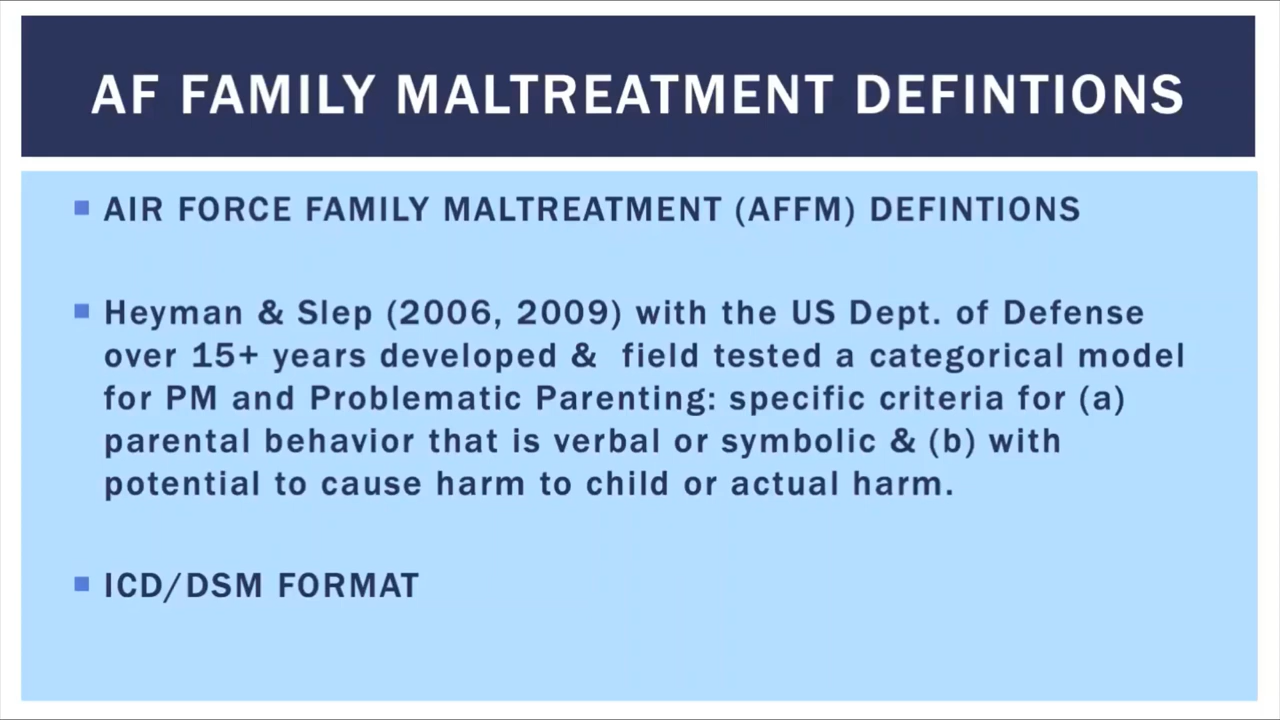 AF FAMILY MALTREATMENT DEFINTIONS
AIR FORCE FAMILY MALTREATMENT (AFFM) DEFINTIONS
Heyman & Slep (2006, 2009) with the US Dept. of Defense
over 15+ years developed & field tested a categorical model
for PM and Problematic Parenting: specific criteria for (a)
parental behavior that is verbal or symbolic & (b) with
potential to cause harm to child or actual harm.
ICD/DSM FORMAT